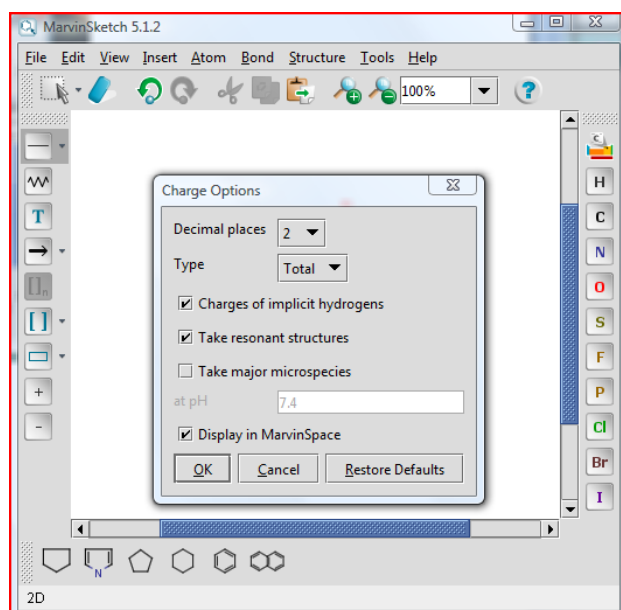 MarvinSketch 5.1.2
File Edit View Insert Atom Bond Structure Tools Help
100%
?
H
C
N
O
S
F
P
Cl
Br
I
T
[]n
[ ]
+
-
Charge Options
Decimal places 2
Type Total
Charges of implicit hydrogens
Take resonant structures
Take major microspecies
at pH 7.4
Display in MarvinSpace
OK Cancel Restore Defaults
N
2D